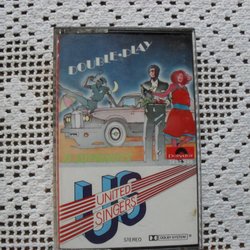 DOUBLE-PLAY
Polydor
US
UNITED
SINGERS
STEREO
DOLBY SYSTEM